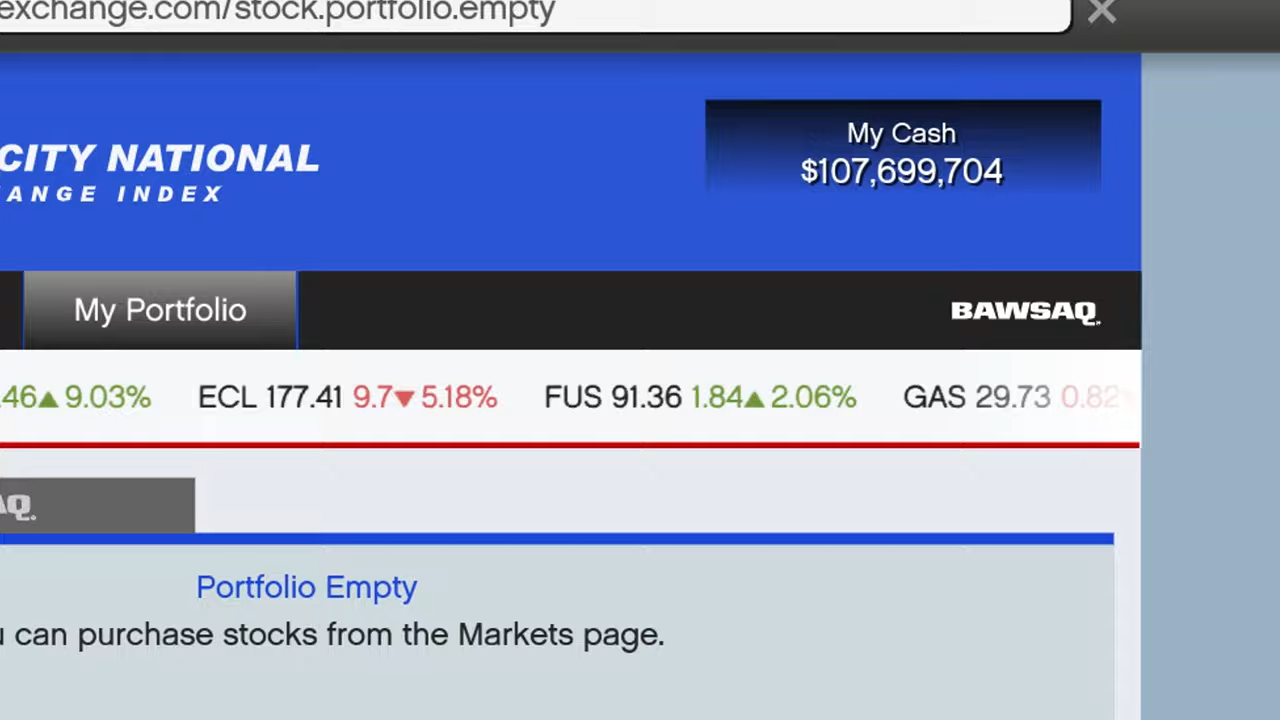 exchange.com/stock.portfolio.empty
My Cash
$107,699,704
CITY NATIONAL
ANGE INDEX
My Portfolio
BAWSAQ
.46▲ 9.03% ECL 177.41 9.7▼ 5.18% FUS 91.36 1.84▲ 2.06% GAS 29.73 0.82
AQ.
Portfolio Empty
can purchase stocks from the Markets page.